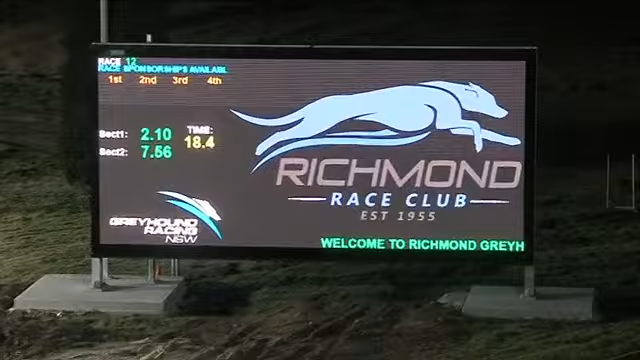 RACE 12
RACE SPONSORSHIPS AVAILABL
1st 2nd 3rd 4th
Sect1: 2.10
Sect2: 7.56
TIME:
18.4
RICHMOND
RACE CLUB
EST 1955
GREYHOUND
RACING
NSW
WELCOME TO RICHMOND GREYH